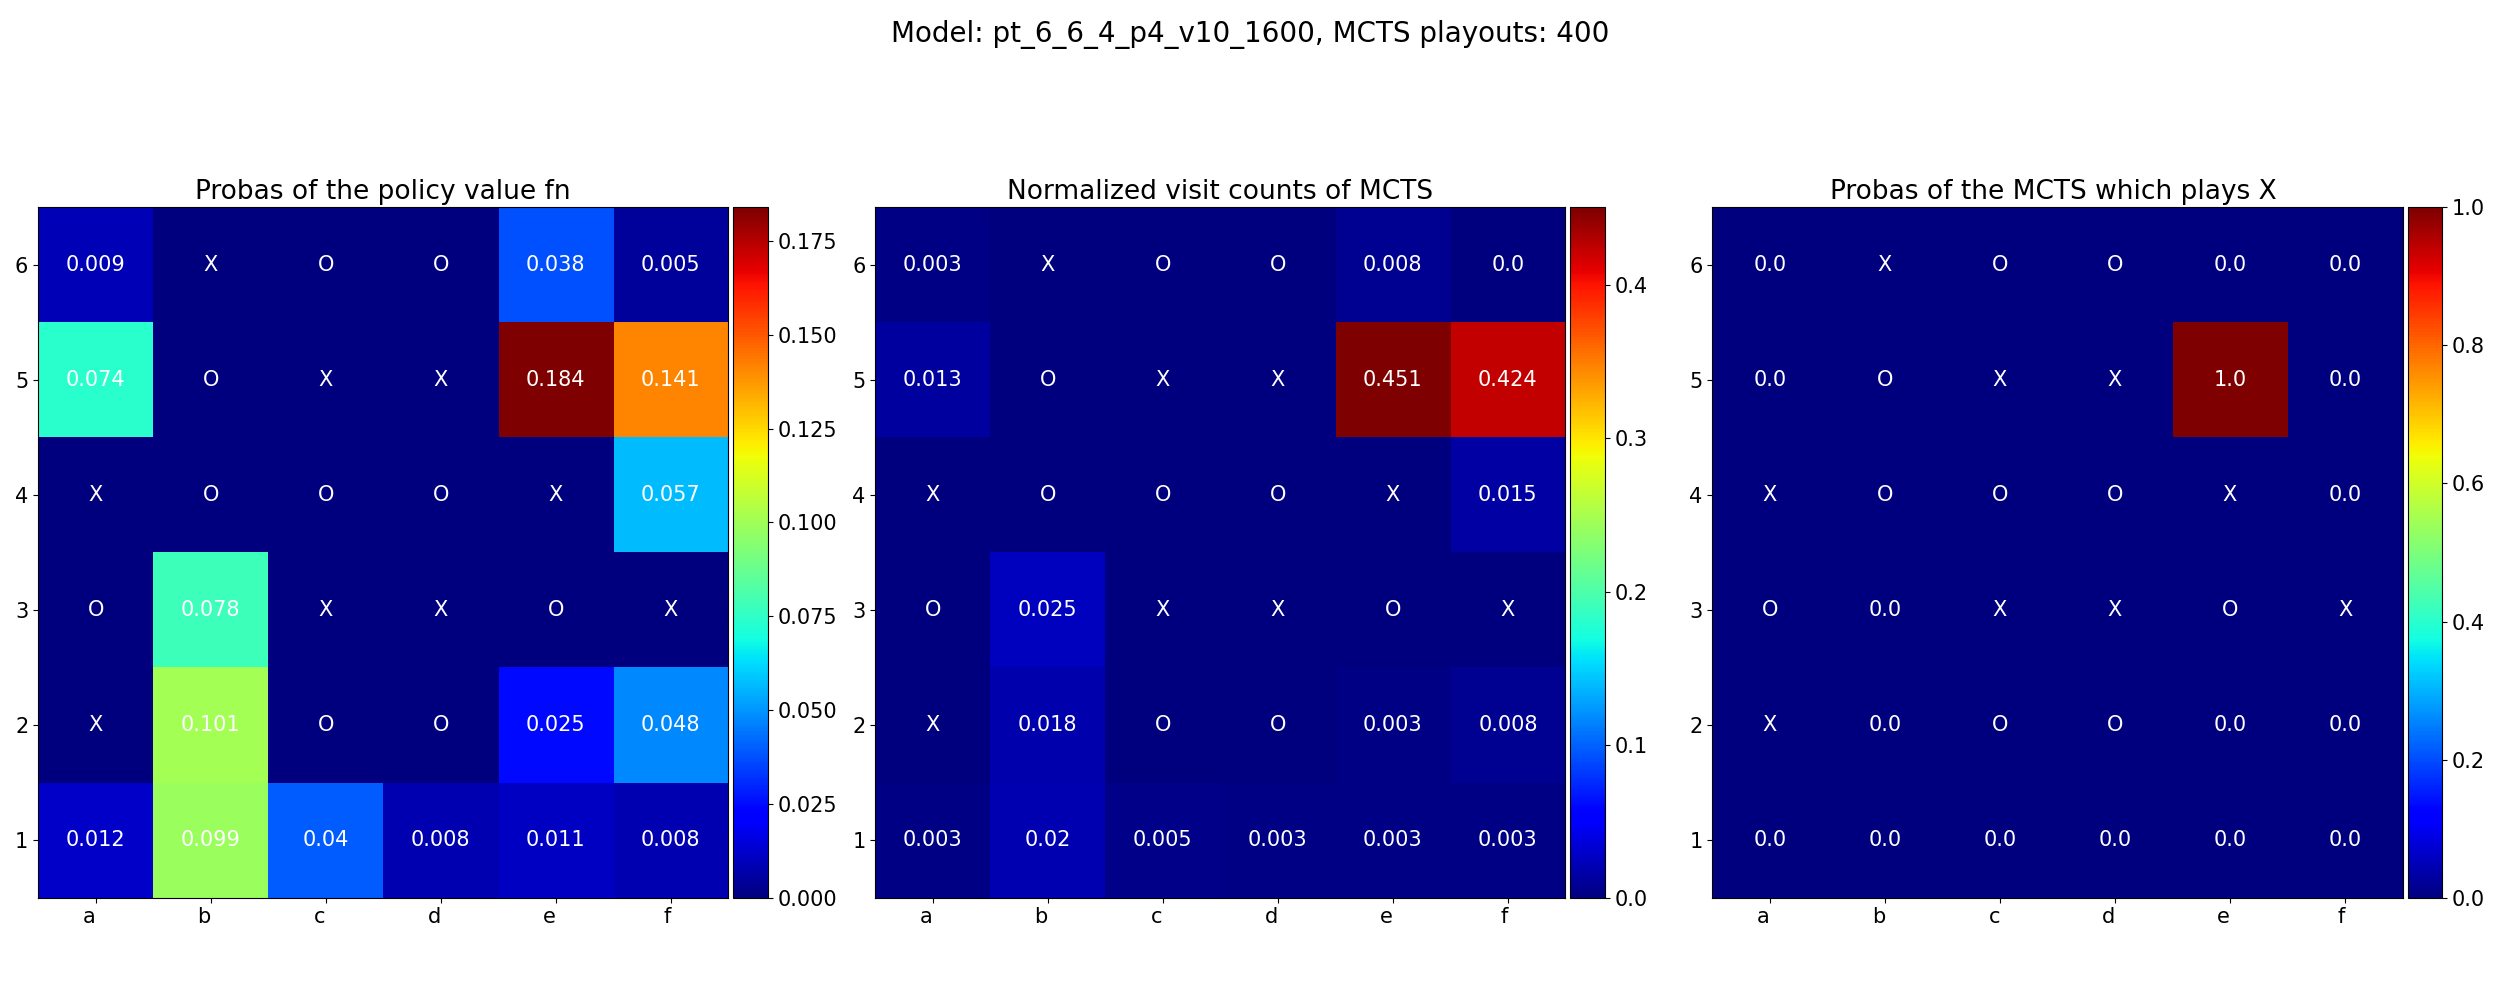 Model: pt_6_6_4_p4_v10_1600, MCTS playouts: 400
Probas of the policy value fn
6 0.009 X O O 0.038 0.005
5 0.074 O X X 0.184 0.141
4 X O O O X 0.057
3 O 0.078 X X O X
2 X 0.101 O O 0.025 0.048
1 0.012 0.099 0.04 0.008 0.011 0.008
a b c d e f
0.175
0.150
0.125
0.100
0.075
0.050
0.025
0.000
Normalized visit counts of MCTS
6 0.003 X O O 0.008 0.0
5 0.013 O X X 0.451 0.424
4 X O O O X 0.015
3 O 0.025 X X O X
2 X 0.018 O O 0.003 0.008
1 0.003 0.02 0.005 0.003 0.003 0.003
a b c d e f
0.4
0.3
0.2
0.1
0.0
Probas of the MCTS which plays X
6 0.0 X O O 0.0 0.0
5 0.0 O X X 1.0 0.0
4 X O O O X 0.0
3 O 0.0 X X O X
2 X 0.0 O O 0.0 0.0
1 0.0 0.0 0.0 0.0 0.0 0.0
a b c d e f
1.0
0.8
0.6
0.4
0.2
0.0